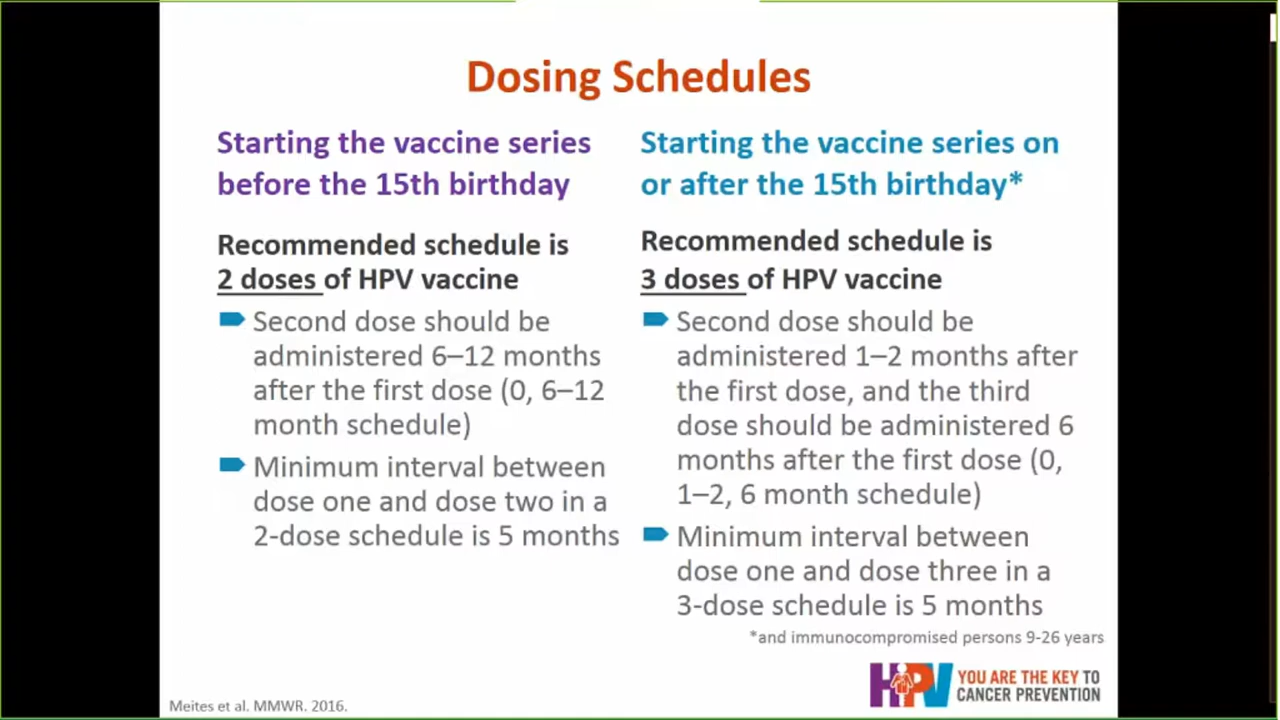 Dosing Schedules
Starting the vaccine series
before the 15th birthday
Recommended schedule is
2 doses of HPV vaccine
Second dose should be
administered 6–12 months
after the first dose (0, 6–12
month schedule)
Minimum interval between
dose one and dose two in a
2-dose schedule is 5 months
Starting the vaccine series on
or after the 15th birthday*
Recommended schedule is
3 doses of HPV vaccine
Second dose should be
administered 1–2 months after
the first dose, and the third
dose should be administered 6
months after the first dose (0,
1–2, 6 month schedule)
Minimum interval between
dose one and dose three in a
3-dose schedule is 5 months
*and immunocompromised persons 9-26 years
HPV
YOU ARE THE KEY TO
CANCER PREVENTION
Meites et al. MMWR. 2016.